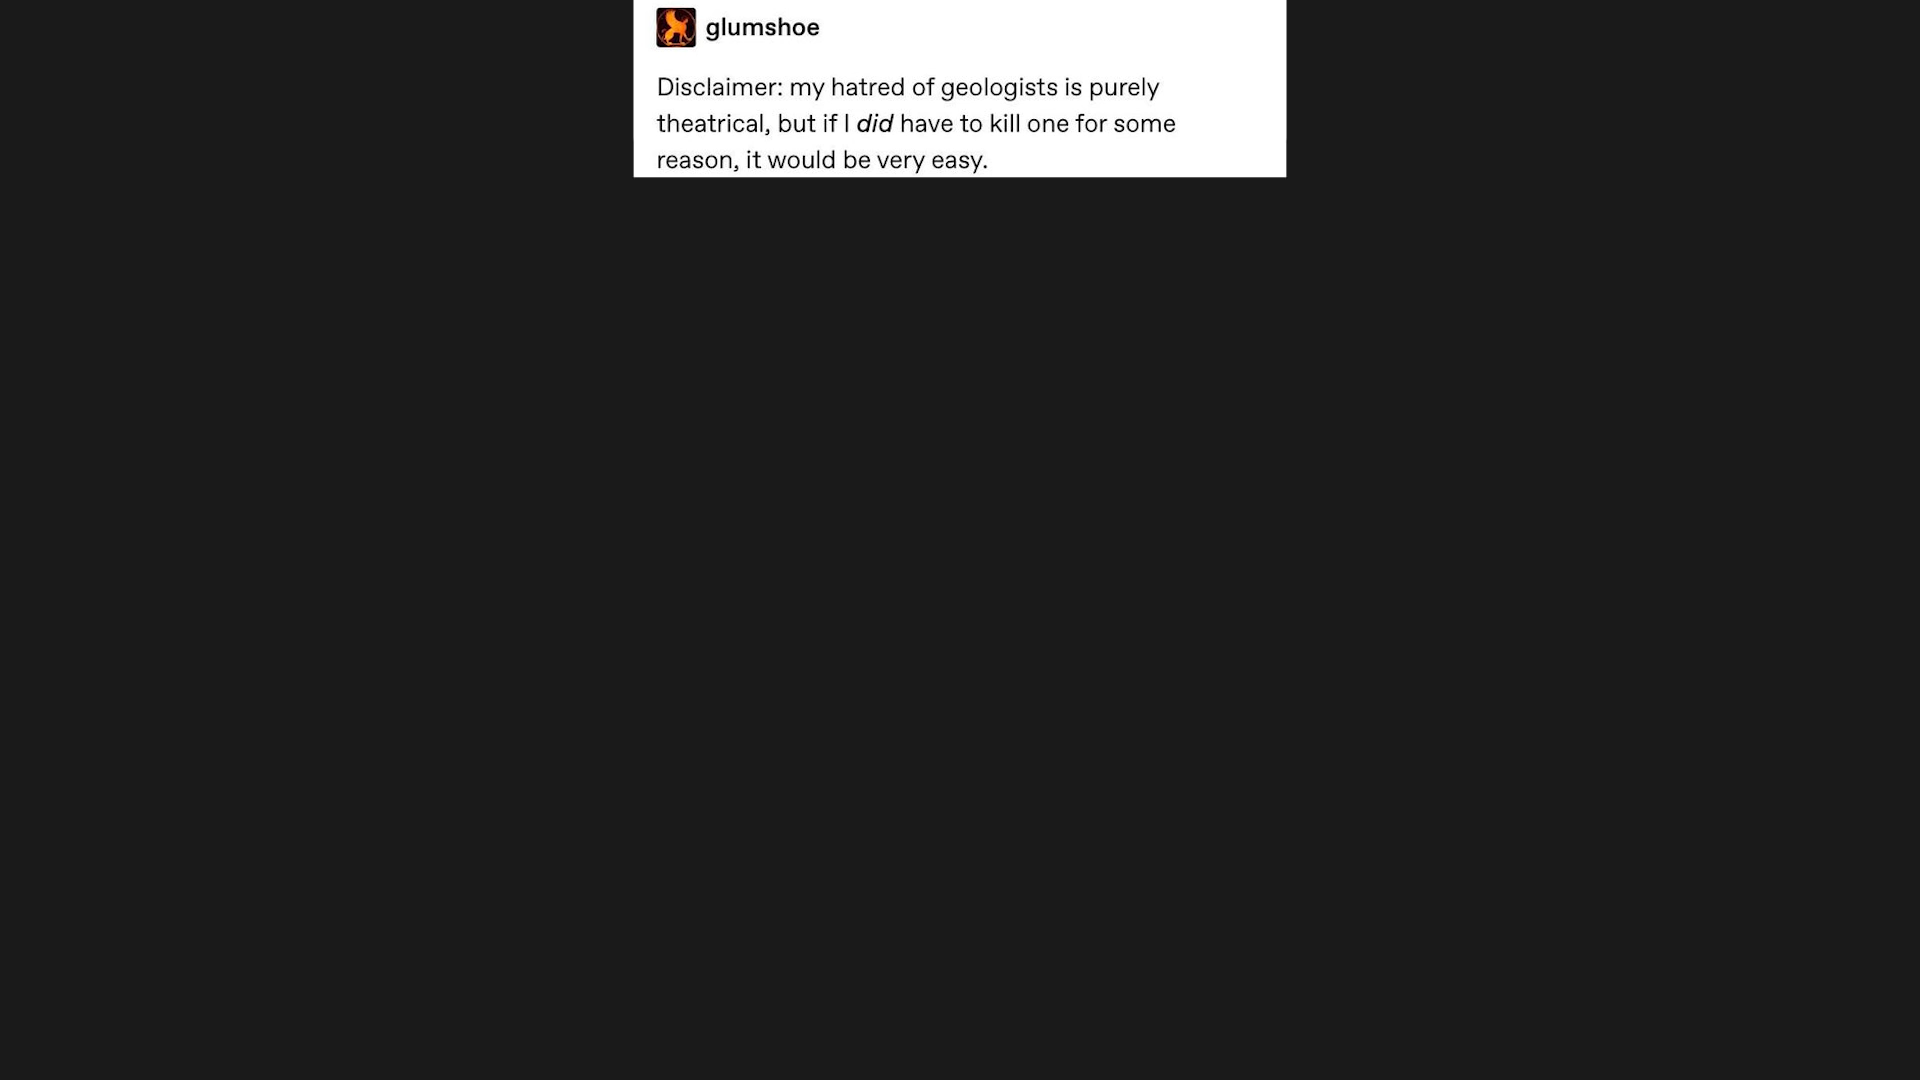 glumshoe
Disclaimer: my hatred of geologists is purely
theatrical, but if I did have to kill one for some
reason, it would be very easy.